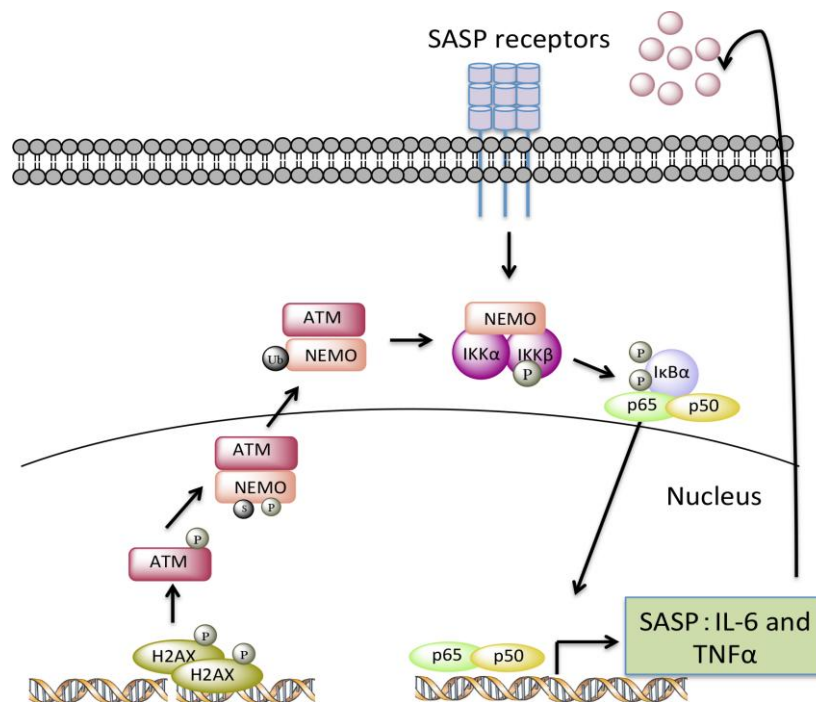 SASP receptors
ATM
Ub
NEMO
NEMO
IKKα
IKKβ
P
P
P
IκBα
p65
p50
ATM
NEMO
S
P
Nucleus
P
ATM
P
H2AX
P
H2AX
p65
p50
SASP : IL-6 and
TNFα